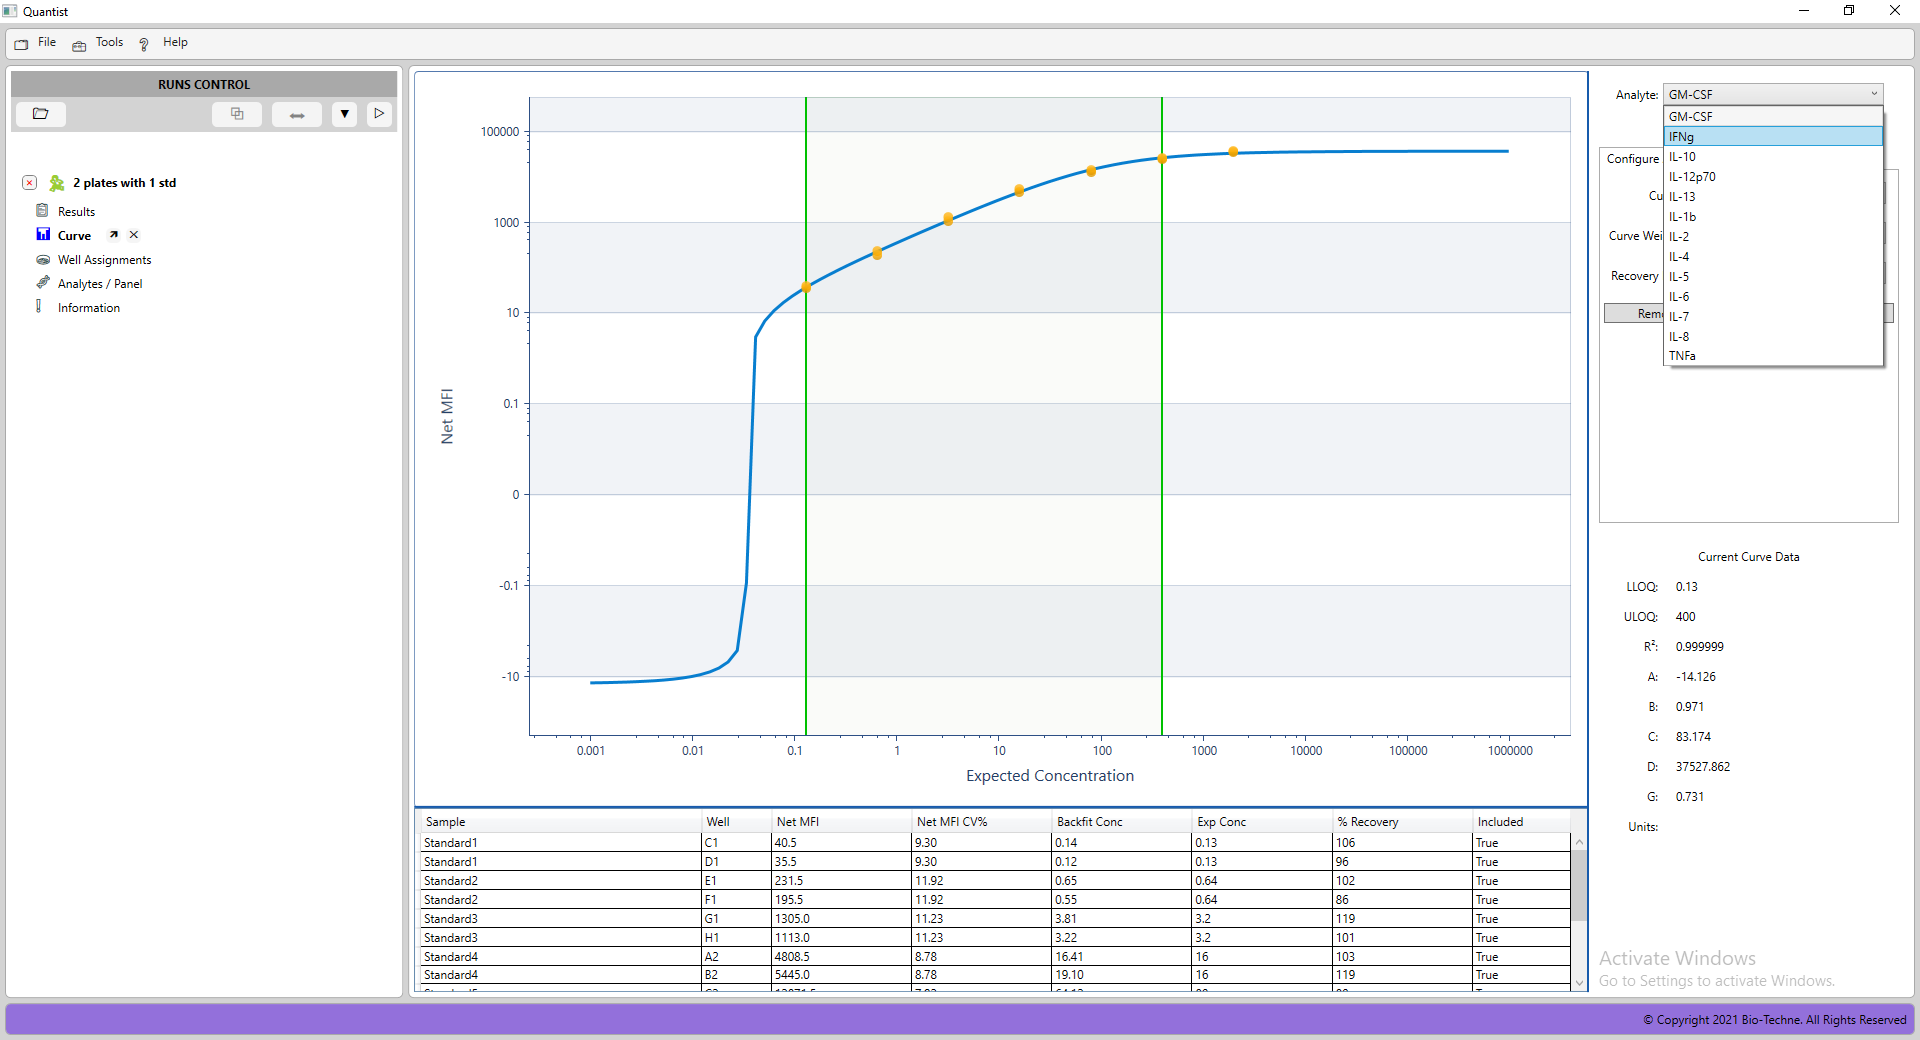 Quantist
File Tools Help
RUNS CONTROL
2 plates with 1 std
Results
Curve
Well Assignments
Analytes / Panel
Information
100000
1000
10
0.1
0
-0.1
-10
Net MFI
0.001 0.01 0.1 1 10 100 1000 10000 100000 1000000
Expected Concentration
Sample Well Net MFI Net MFI CV% Backfit Conc Exp Conc % Recovery Included
Standard1 C1 40.5 9.30 0.14 0.13 106 True
Standard1 D1 35.5 9.30 0.12 0.13 96 True
Standard2 E1 231.5 11.92 0.65 0.64 102 True
Standard2 F1 195.5 11.92 0.55 0.64 86 True
Standard3 G1 1305.0 11.23 3.81 3.2 119 True
Standard3 H1 1113.0 11.23 3.22 3.2 101 True
Standard4 A2 4808.5 8.78 16.41 16 103 True
Standard4 B2 5445.0 8.78 19.10 16 119 True
Analyte: GM-CSF
GM-CSF
IFNg
IL-10
IL-12p70
IL-13
IL-1b
IL-2
IL-4
IL-5
IL-6
IL-7
IL-8
TNFa
Configure
Cu
Curve Wei
Recovery
Rem
Current Curve Data
LLOQ: 0.13
ULOQ: 400
R²: 0.999999
A: -14.126
B: 0.971
C: 83.174
D: 37527.862
G: 0.731
Units:
Activate Windows
Go to Settings to activate Windows.
© Copyright 2021 Bio-Techne. All Rights Reserved